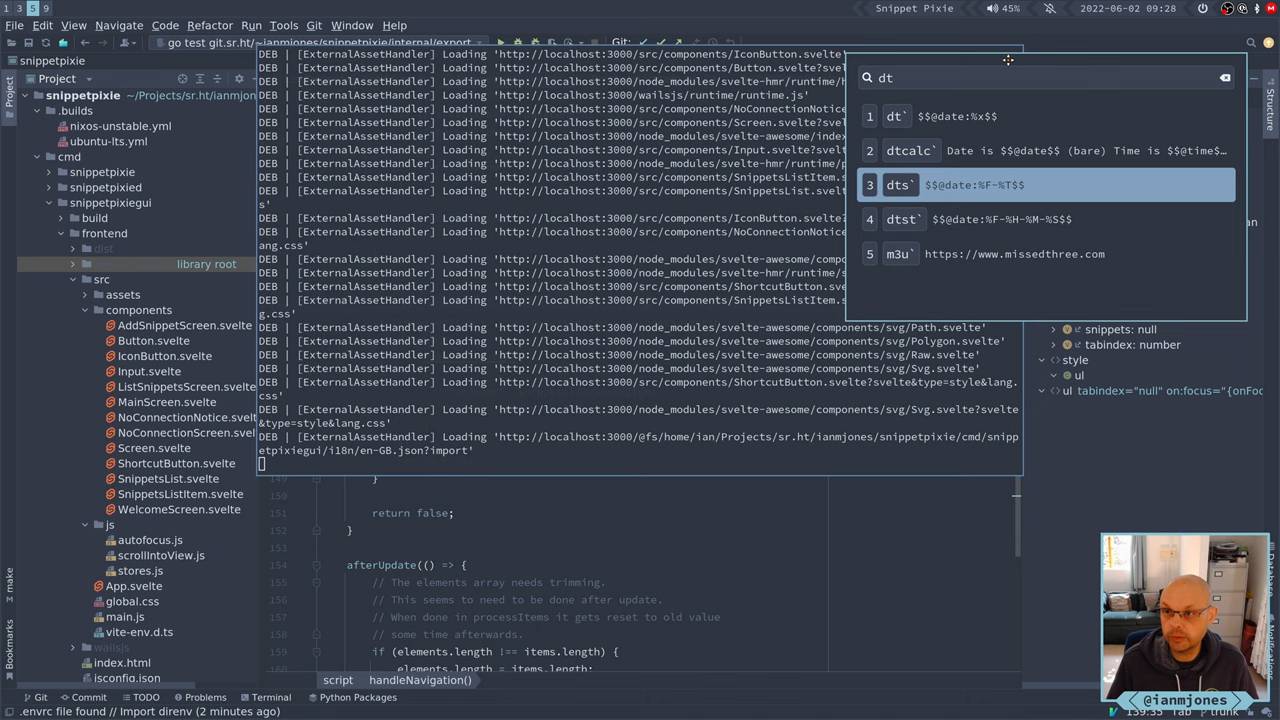 1 3 5 9
Snippet Pixie
45%
2022-06-02 09:28
File Edit View Navigate Code Refactor Run Tools Git Window Help
go test git.sr.ht/ianmjones/snippetpixie/internal/export
Git:
snippetpixie
Project
snippetpixie ~/Projects/sr.ht/ianmjones/s
.builds
nixos-unstable.yml
ubuntu-lts.yml
cmd
snippetpixie
snippetpixied
snippetpixiegui
build
frontend
dist
library root
src
assets
components
AddSnippetScreen.svelte
Button.svelte
IconButton.svelte
Input.svelte
ListSnippetsScreen.svelte
MainScreen.svelte
NoConnectionNotice.svelte
NoConnectionScreen.svelte
Screen.svelte
ShortcutButton.svelte
SnippetsList.svelte
SnippetsListItem.svelte
WelcomeScreen.svelte
js
autofocus.js
scrollIntoView.js
stores.js
App.svelte
global.css
main.js
vite-env.d.ts
wailsjs
index.html
jsconfig.json
DEB | [ExternalAssetHandler] Loading 'http://localhost:3000/src/components/IconButton.svelte'
DEB | [ExternalAssetHandler] Loading 'http://localhost:3000/src/components/Button.svelte?sv
DEB | [ExternalAssetHandler] Loading 'http://localhost:3000/node_modules/svelte-hmr/runtime/
DEB | [ExternalAssetHandler] Loading 'http://localhost:3000/wailsjs/runtime/runtime.js'
DEB | [ExternalAssetHandler] Loading 'http://localhost:3000/src/components/NoConnectionNotic
DEB | [ExternalAssetHandler] Loading 'http://localhost:3000/src/components/Screen.svelte?sve
DEB | [ExternalAssetHandler] Loading 'http://localhost:3000/node_modules/svelte-awesome/inde
DEB | [ExternalAssetHandler] Loading 'http://localhost:3000/src/components/Input.svelte?svel
DEB | [ExternalAssetHandler] Loading 'http://localhost:3000/node_modules/svelte-hmr/runtime/p
DEB | [ExternalAssetHandler] Loading 'http://localhost:3000/src/components/SnippetsList.svel
s'
DEB | [ExternalAssetHandler] Loading 'http://localhost:3000/src/components/IconButton.svelte?
DEB | [ExternalAssetHandler] Loading 'http://localhost:3000/src/components/NoConnectionNotic
ang.css'
DEB | [ExternalAssetHandler] Loading 'http://localhost:3000/node_modules/svelte-awesome/comp
DEB | [ExternalAssetHandler] Loading 'http://localhost:3000/node_modules/svelte-hmr/runtime/s
DEB | [ExternalAssetHandler] Loading 'http://localhost:3000/src/components/SnippetsListItem.s
g.css'
DEB | [ExternalAssetHandler] Loading 'http://localhost:3000/node_modules/svelte-awesome/components/svg/Path.svelte'
DEB | [ExternalAssetHandler] Loading 'http://localhost:3000/node_modules/svelte-awesome/components/svg/Polygon.svelte'
DEB | [ExternalAssetHandler] Loading 'http://localhost:3000/node_modules/svelte-awesome/components/svg/Raw.svelte'
DEB | [ExternalAssetHandler] Loading 'http://localhost:3000/node_modules/svelte-awesome/components/svg/Svg.svelte'
DEB | [ExternalAssetHandler] Loading 'http://localhost:3000/src/components/ShortcutButton.svelte?svelte&type=style&lang.
css'
DEB | [ExternalAssetHandler] Loading 'http://localhost:3000/node_modules/svelte-awesome/components/svg/Svg.svelte?svelte
&type=style&lang.css'
DEB | [ExternalAssetHandler] Loading 'http://localhost:3000/@fs/home/ian/Projects/sr.ht/ianmjones/snippetpixie/cmd/snipp
etpixiegui/i18n/en-GB.json?import'
dt
1 dt` $$@date:%x$$
2 dtcalc` Date is $$@date$$ (bare) Time is $$@time$...
3 dts` $$@date:%F-%T$$
4 dtst` $$@date:%F-%H-%M-%S$$
5 m3u` https://www.missedthree.com
snippets: null
tabindex: number
style
ul
ul tabindex="null" on:focus="{onFoc
149 }
150
151 return false;
152 }
153
154 afterUpdate(() => {
155 // The elements array needs trimming.
156 // This seems to need to be done after update.
157 // When done in processItems it gets reset to old value
158 // some time afterwards.
159 if (elements.length !== items.length) {
160 elements.length = items.length;
script handleNavigation()
Structure
Database
Notifications
make
Bookmarks
@ianmjones
Git Commit TODO Problems Terminal Python Packages
.envrc file found // Import direnv (2 minutes ago)
139:35 Tab trunk